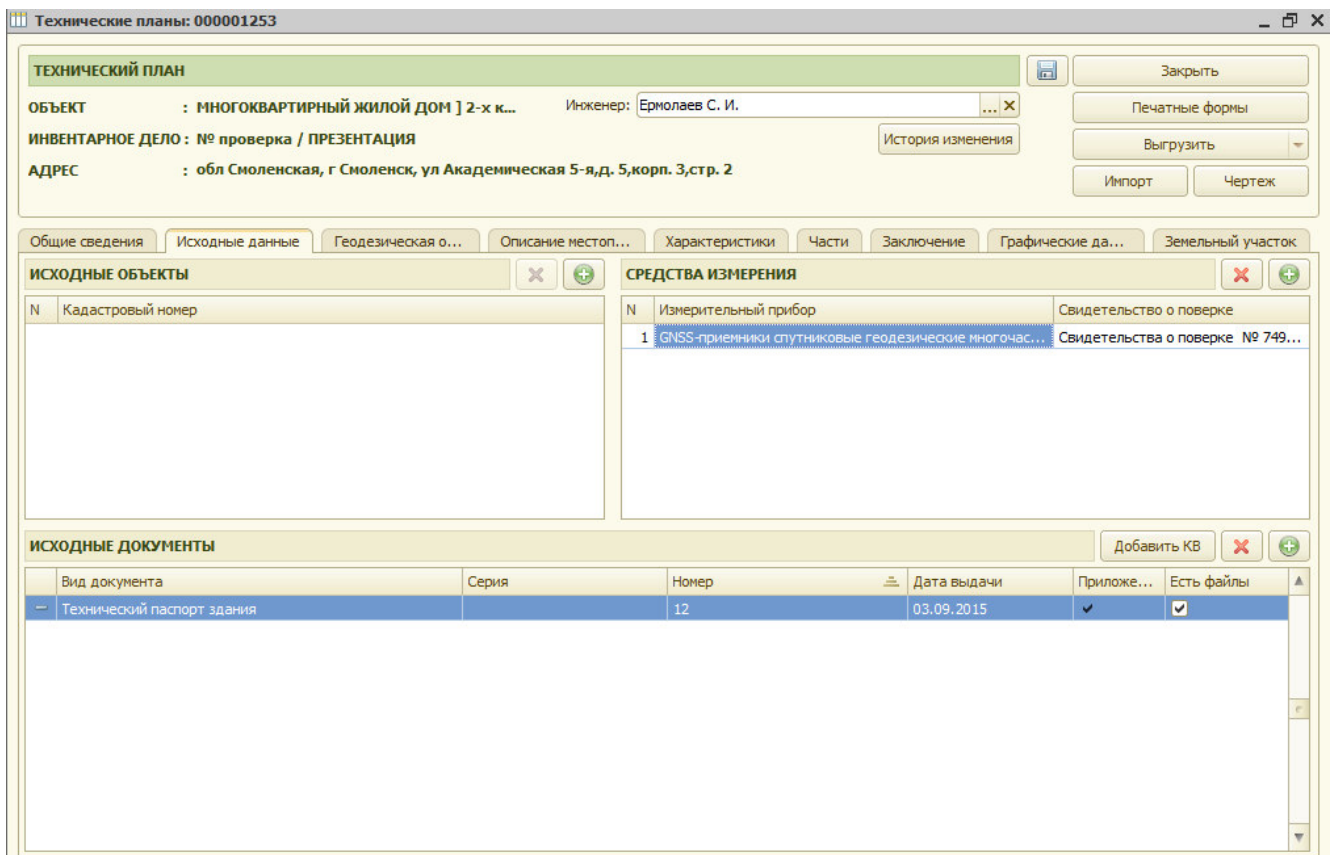 Технические планы: 000001253
ТЕХНИЧЕСКИЙ ПЛАН
Закрыть
ОБЪЕКТ : МНОГОКВАРТИРНЫЙ ЖИЛОЙ ДОМ ] 2-х к... Инженер: Ермолаев С. И. ... Печатные формы
ИНВЕНТАРНОЕ ДЕЛО : № проверка / ПРЕЗЕНТАЦИЯ История изменения Выгрузить
АДРЕС : обл Смоленская, г Смоленск, ул Академическая 5-я,д. 5,корп. 3,стр. 2
Импорт Чертеж
Общие сведения Исходные данные Геодезическая о... Описание местоп... Характеристики Части Заключение Графические да... Земельный участок
ИСХОДНЫЕ ОБЪЕКТЫ
N Кадастровый номер
СРЕДСТВА ИЗМЕРЕНИЯ
N Измерительный прибор Свидетельство о поверке
1 GNSS-приемники спутниковые геодезические многочас... Свидетельства о поверке № 749...
ИСХОДНЫЕ ДОКУМЕНТЫ Добавить КВ
Вид документа Серия Номер Дата выдачи Приложе... Есть файлы
Технический паспорт здания 12 03.09.2015